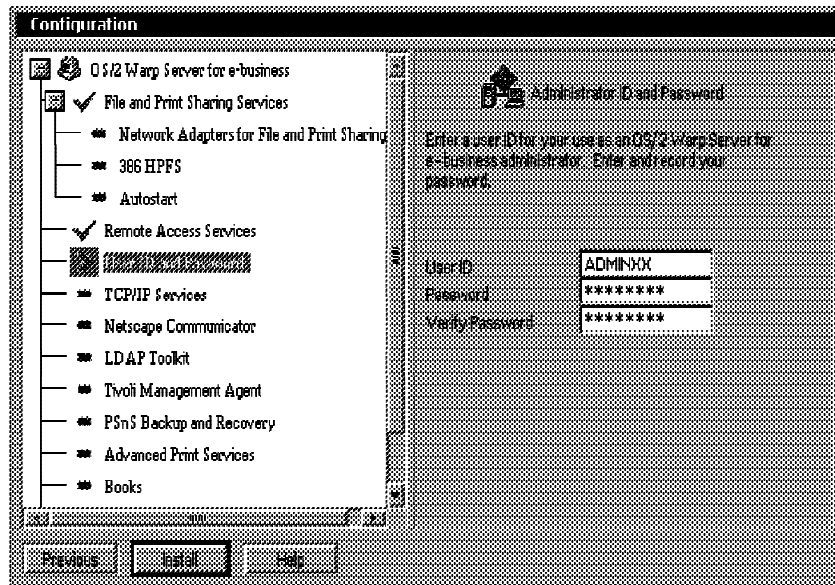 Configuration
OS/2 Warp Server for e-business
File and Print Sharing Services
Network Adapters for File and Print Sharing
386 HPFS
Autostart
Remote Access Services
TCP/IP Services
Netscape Communicator
LDAP Toolkit
Tivoli Management Agent
PSnS Backup and Recovery
Advanced Print Services
Books
Administrator ID and Password
Enter a user ID for your use as an OS/2 Warp Server for
e-business administrator. Enter and record your
password.
User ID
ADMINXX
Password
********
Verify Password
********
Previous
Install
Help